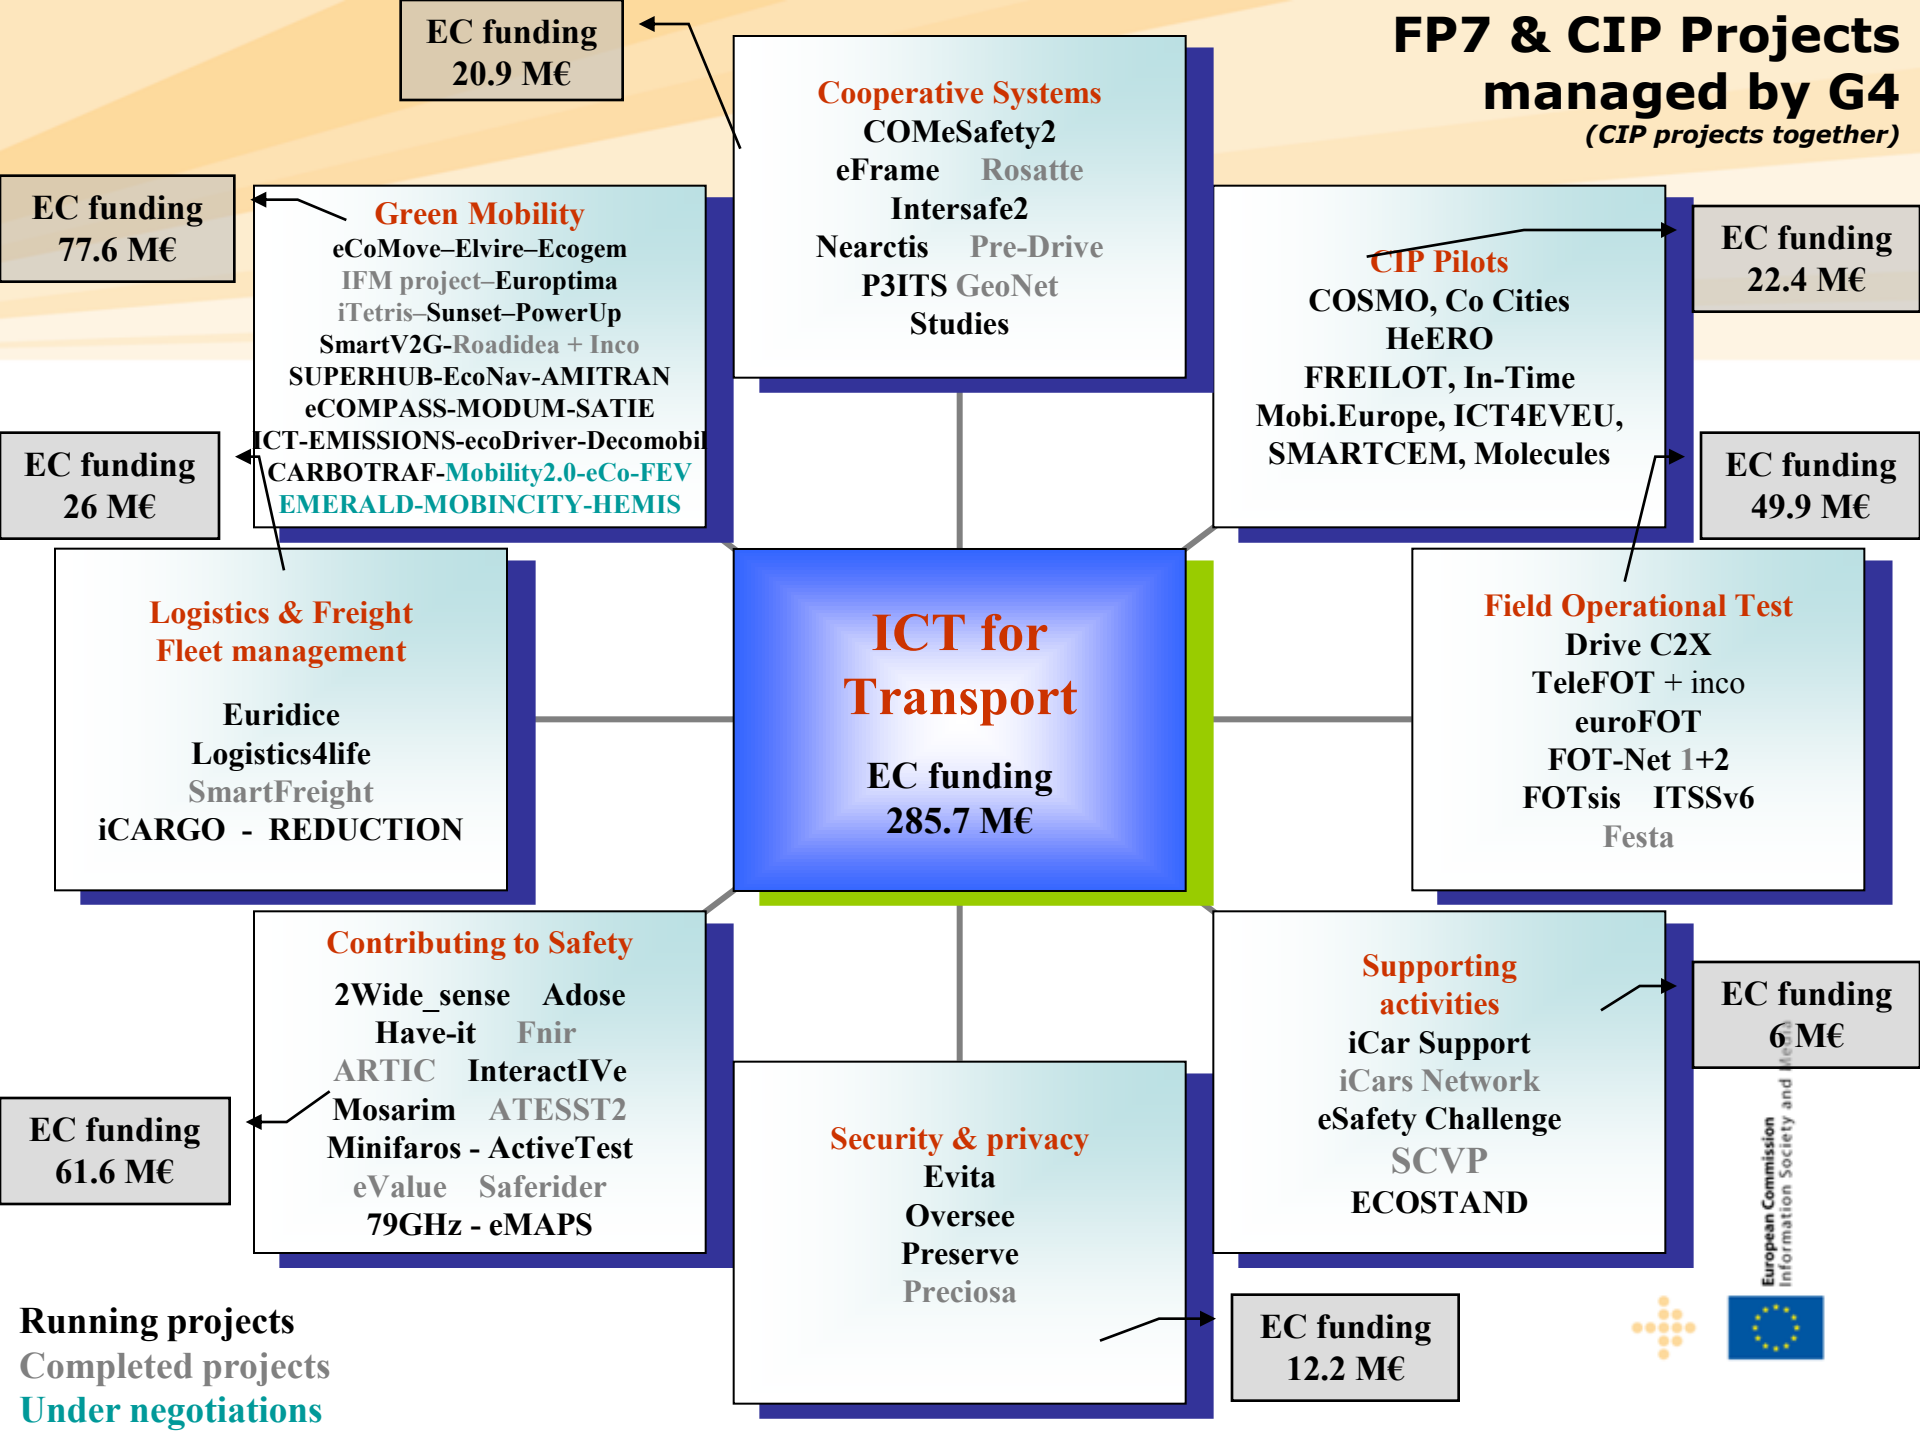 FP7 & CIP Projects
managed by G4
(CIP projects together)
EC funding
20.9 M€
Cooperative Systems
COMeSafety2
eFrame Rosatte
Intersafe2
Nearctis Pre-Drive
P3ITS GeoNet
Studies
EC funding
77.6 M€
Green Mobility
eCoMove–Elvire–Ecogem
IFM project–Europtima
iTetris–Sunset–PowerUp
SmartV2G-Roadidea + Inco
SUPERHUB-EcoNav-AMITRAN
eCOMPASS-MODUM-SATIE
ICT-EMISSIONS-ecoDriver-Decomobil
CARBOTRAF-Mobility2.0-eCo-FEV
EMERALD-MOBINCITY-HEMIS
CIP Pilots
COSMO, Co Cities
HeERO
FREILOT, In-Time
Mobi.Europe, ICT4EVEU,
SMARTCEM, Molecules
EC funding
22.4 M€
EC funding
26 M€
EC funding
49.9 M€
Logistics & Freight
Fleet management
Euridice
Logistics4life
SmartFreight
iCARGO - REDUCTION
ICT for
Transport
EC funding
285.7 M€
Field Operational Test
Drive C2X
TeleFOT + inco
euroFOT
FOT-Net 1+2
FOTsis ITSSv6
Festa
Contributing to Safety
2Wide_sense Adose
Have-it Fnir
ARTIC InteractIVe
Mosarim ATESST2
Minifaros - ActiveTest
eValue Saferider
79GHz - eMAPS
EC funding
61.6 M€
Security & privacy
Evita
Oversee
Preserve
Preciosa
EC funding
12.2 M€
Supporting
activities
iCar Support
iCars Network
eSafety Challenge
SCVP
ECOSTAND
EC funding
6 M€
European Commission
Information Society and Media
Running projects
Completed projects
Under negotiations